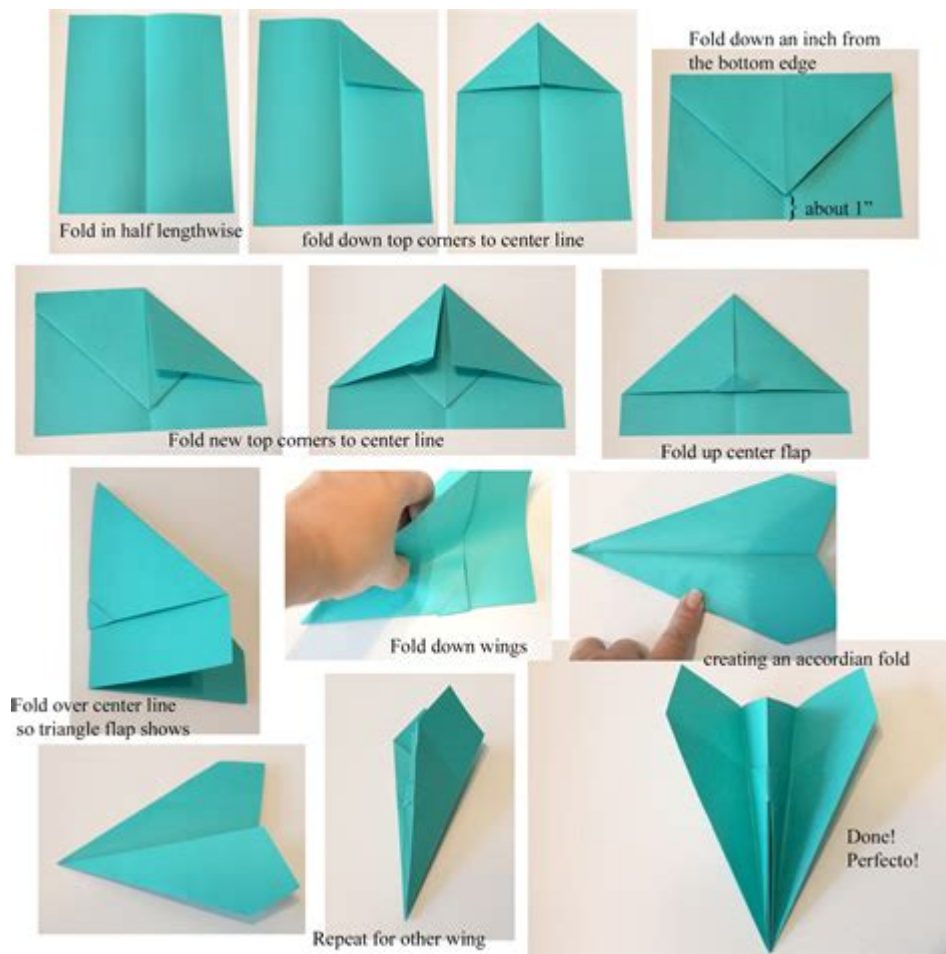 Fold in half lengthwise
fold down top corners to center line
Fold down an inch from
the bottom edge
} about 1”
Fold new top corners to center line
Fold up center flap
Fold over center line
so triangle flap shows
Fold down wings
creating an accordian fold
Repeat for other wing
Done!
Perfecto!